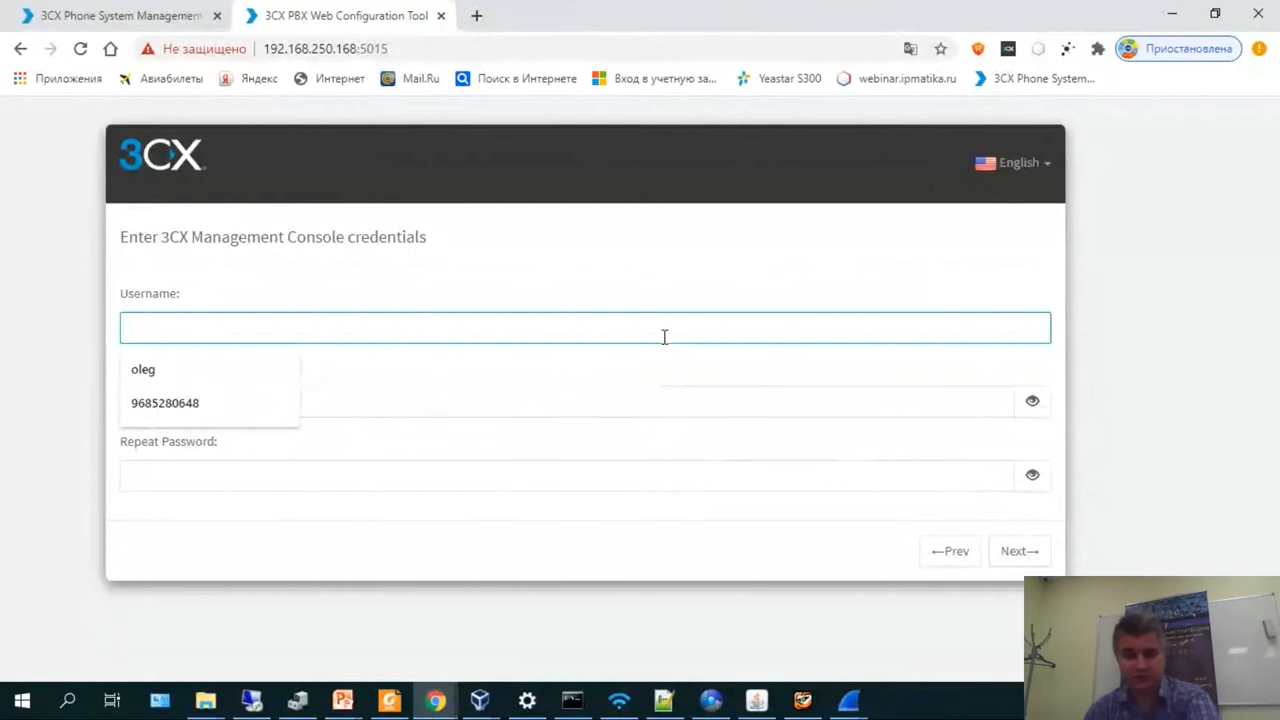 3CX Phone System Management
3CX PBX Web Configuration Tool
Не защищено
192.168.250.168:5015
Приостановлена
Приложения
Авиабилеты
Яндекс
Интернет
Mail.Ru
Поиск в Интернете
Вход в учетную за...
Yeastar S300
webinar.ipmatika.ru
3CX Phone System...
3CX
English
Enter 3CX Management Console credentials
Username:
oleg
9685280648
Repeat Password:
←Prev
Next→